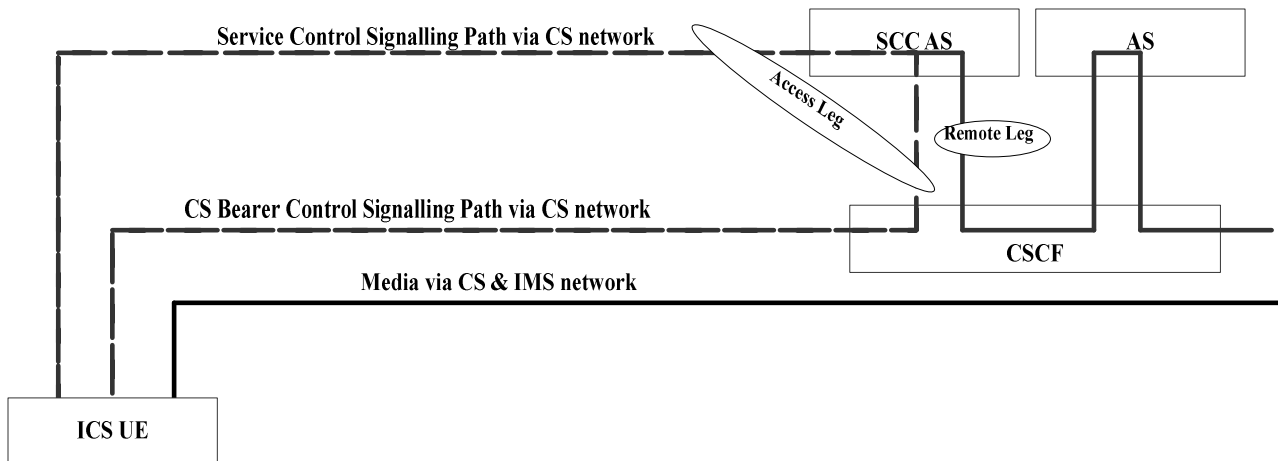 Service Control Signalling Path via CS network
SCC AS
AS
Access Leg
Remote Leg
CS Bearer Control Signalling Path via CS network
CSCF
Media via CS & IMS network
ICS UE